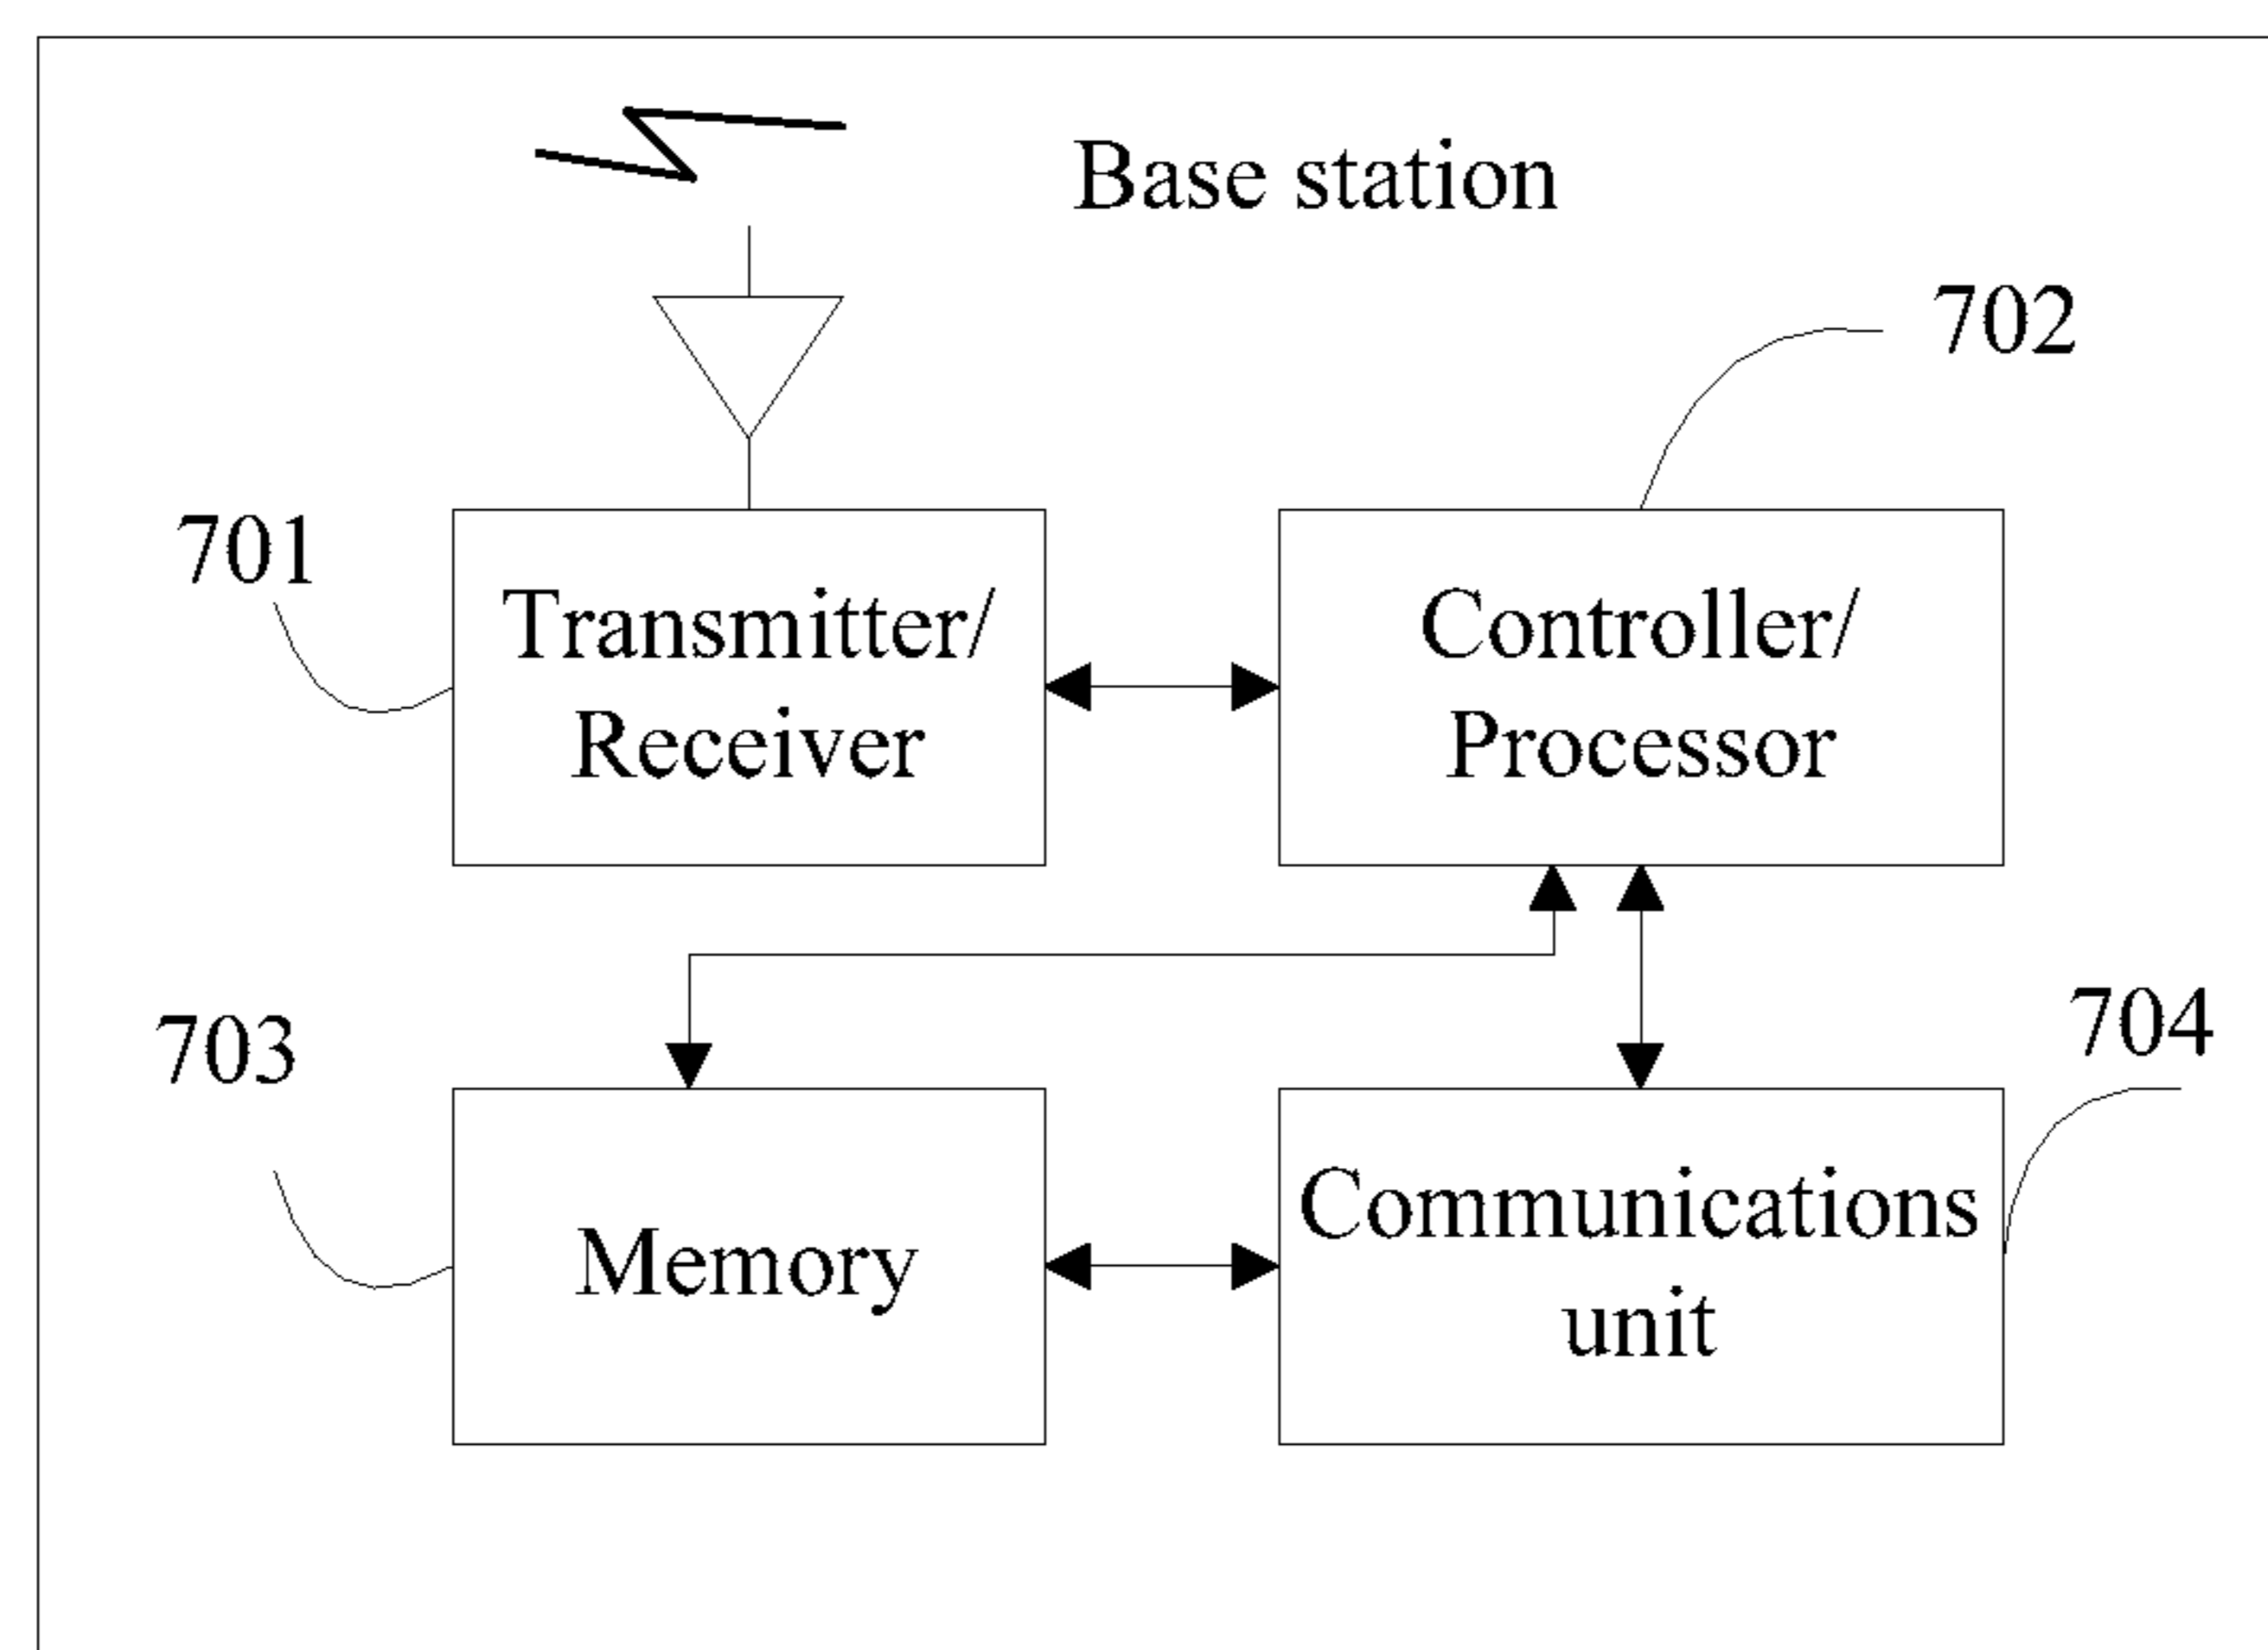 Base station
702
701
Transmitter/
Receiver
Controller/
Processor
703
704
Memory
Communications
unit